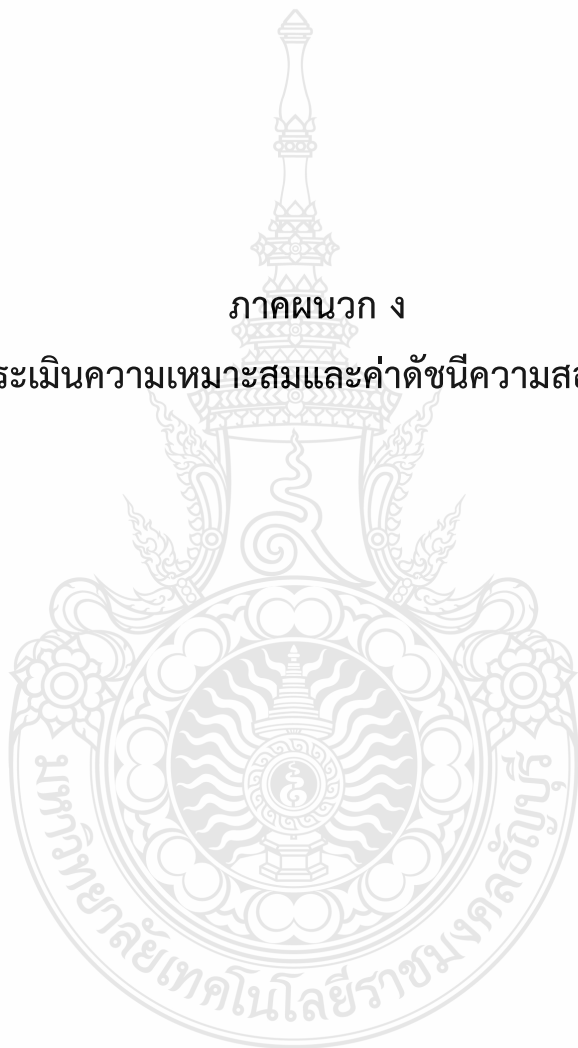 ภาคผนวก ง
ระเมินความเหมาะสมและค่าดัชนีความส
มหาวิทยาลัยเทคโนโลยีราชมงคลธัญบุรี